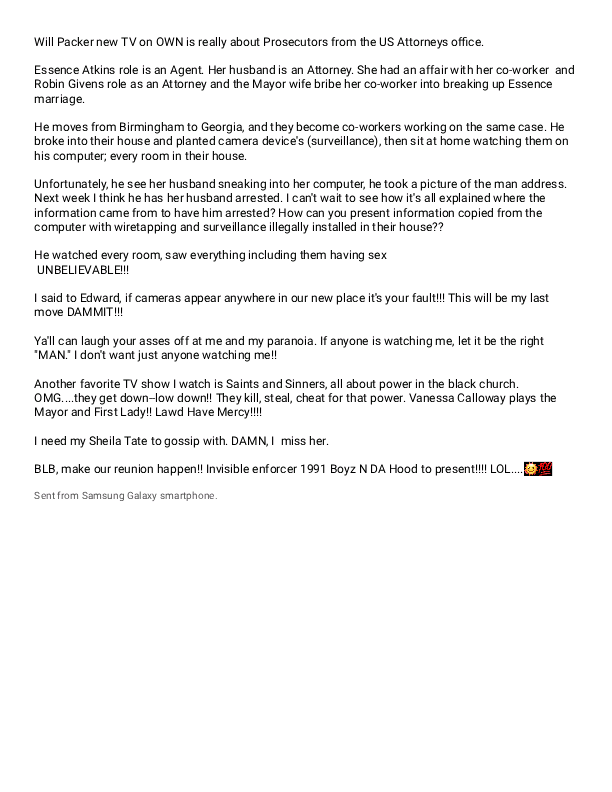 Will Packer new TV on OWN is really about Prosecutors from the US Attorneys office.
Essence Atkins role is an Agent. Her husband is an Attorney. She had an affair with her co-worker  and
Robin Givens role as an Attorney and the Mayor wife bribe her co-worker into breaking up Essence
marriage.
He moves from Birmingham to Georgia, and they become co-workers working on the same case. He
broke into their house and planted camera device's (surveillance), then sit at home watching them on
his computer; every room in their house.
Unfortunately, he see her husband sneaking into her computer, he took a picture of the man address.
Next week I think he has her husband arrested. I can't wait to see how it's all explained where the
information came from to have him arrested? How can you present information copied from the
computer with wiretapping and surveillance illegally installed in their house??
He watched every room, saw everything including them having sex
UNBELIEVABLE!!!
I said to Edward, if cameras appear anywhere in our new place it's your fault!!! This will be my last
move DAMMIT!!!
Ya'll can laugh your asses off at me and my paranoia. If anyone is watching me, let it be the right
"MAN." I don't want just anyone watching me!!
Another favorite TV show I watch is Saints and Sinners, all about power in the black church.
OMG....they get down--low down!! They kill, steal, cheat for that power. Vanessa Calloway plays the
Mayor and First Lady!! Lawd Have Mercy!!!!
I need my Sheila Tate to gossip with. DAMN, I  miss her.
BLB, make our reunion happen!! Invisible enforcer 1991 Boyz N DA Hood to present!!!! LOL....🌞💯
Sent from Samsung Galaxy smartphone.